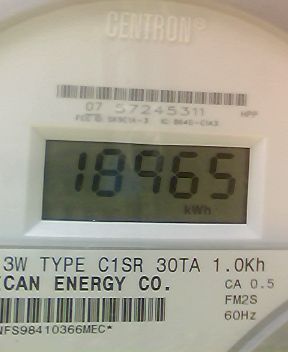 CENTRON®
07 57245311 HPP
18965
kWh
3W TYPE C1SR 30TA 1.0Kh
CAN ENERGY CO. CA 0.5
FM2S
NFS98410366MEC* 60Hz